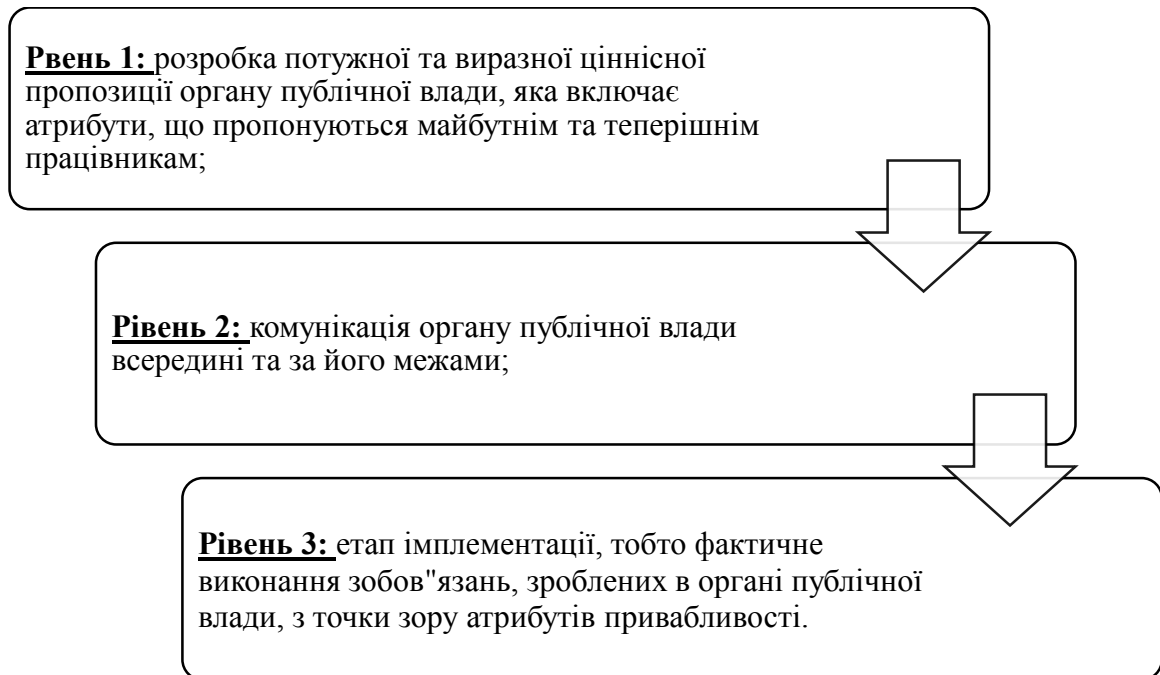 Рвень 1: розробка потужної та виразної ціннісної
пропозиції органу публічної влади, яка включає
атрибути, що пропонуються майбутнім та теперішнім
працівникам;
Рівень 2: комунікація органу публічної влади
всередині та за його межами;
Рівень 3: етап імплементації, тобто фактичне
виконання зобов"язань, зроблених в органі публічної
влади, з точки зору атрибутів привабливості.